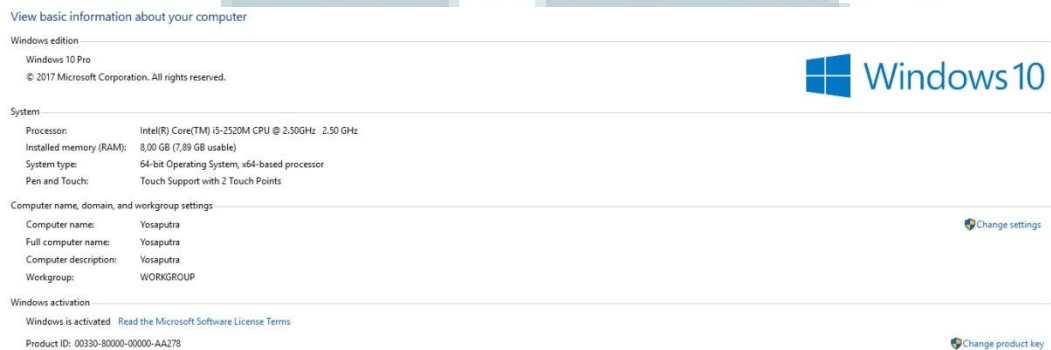 View basic information about your computer
Windows edition
Windows 10 Pro
© 2017 Microsoft Corporation. All rights reserved.
Windows 10
System
Processor: Intel(R) Core(TM) i5-2520M CPU @ 2.50GHz 2.50 GHz
Installed memory (RAM): 8,00 GB (7,89 GB usable)
System type: 64-bit Operating System, x64-based processor
Pen and Touch: Touch Support with 2 Touch Points
Computer name, domain, and workgroup settings
Computer name: Yosaputra Change settings
Full computer name: Yosaputra
Computer description: Yosaputra
Workgroup: WORKGROUP
Windows activation
Windows is activated Read the Microsoft Software License Terms
Product ID: 00330-80000-00000-AA278 Change product key